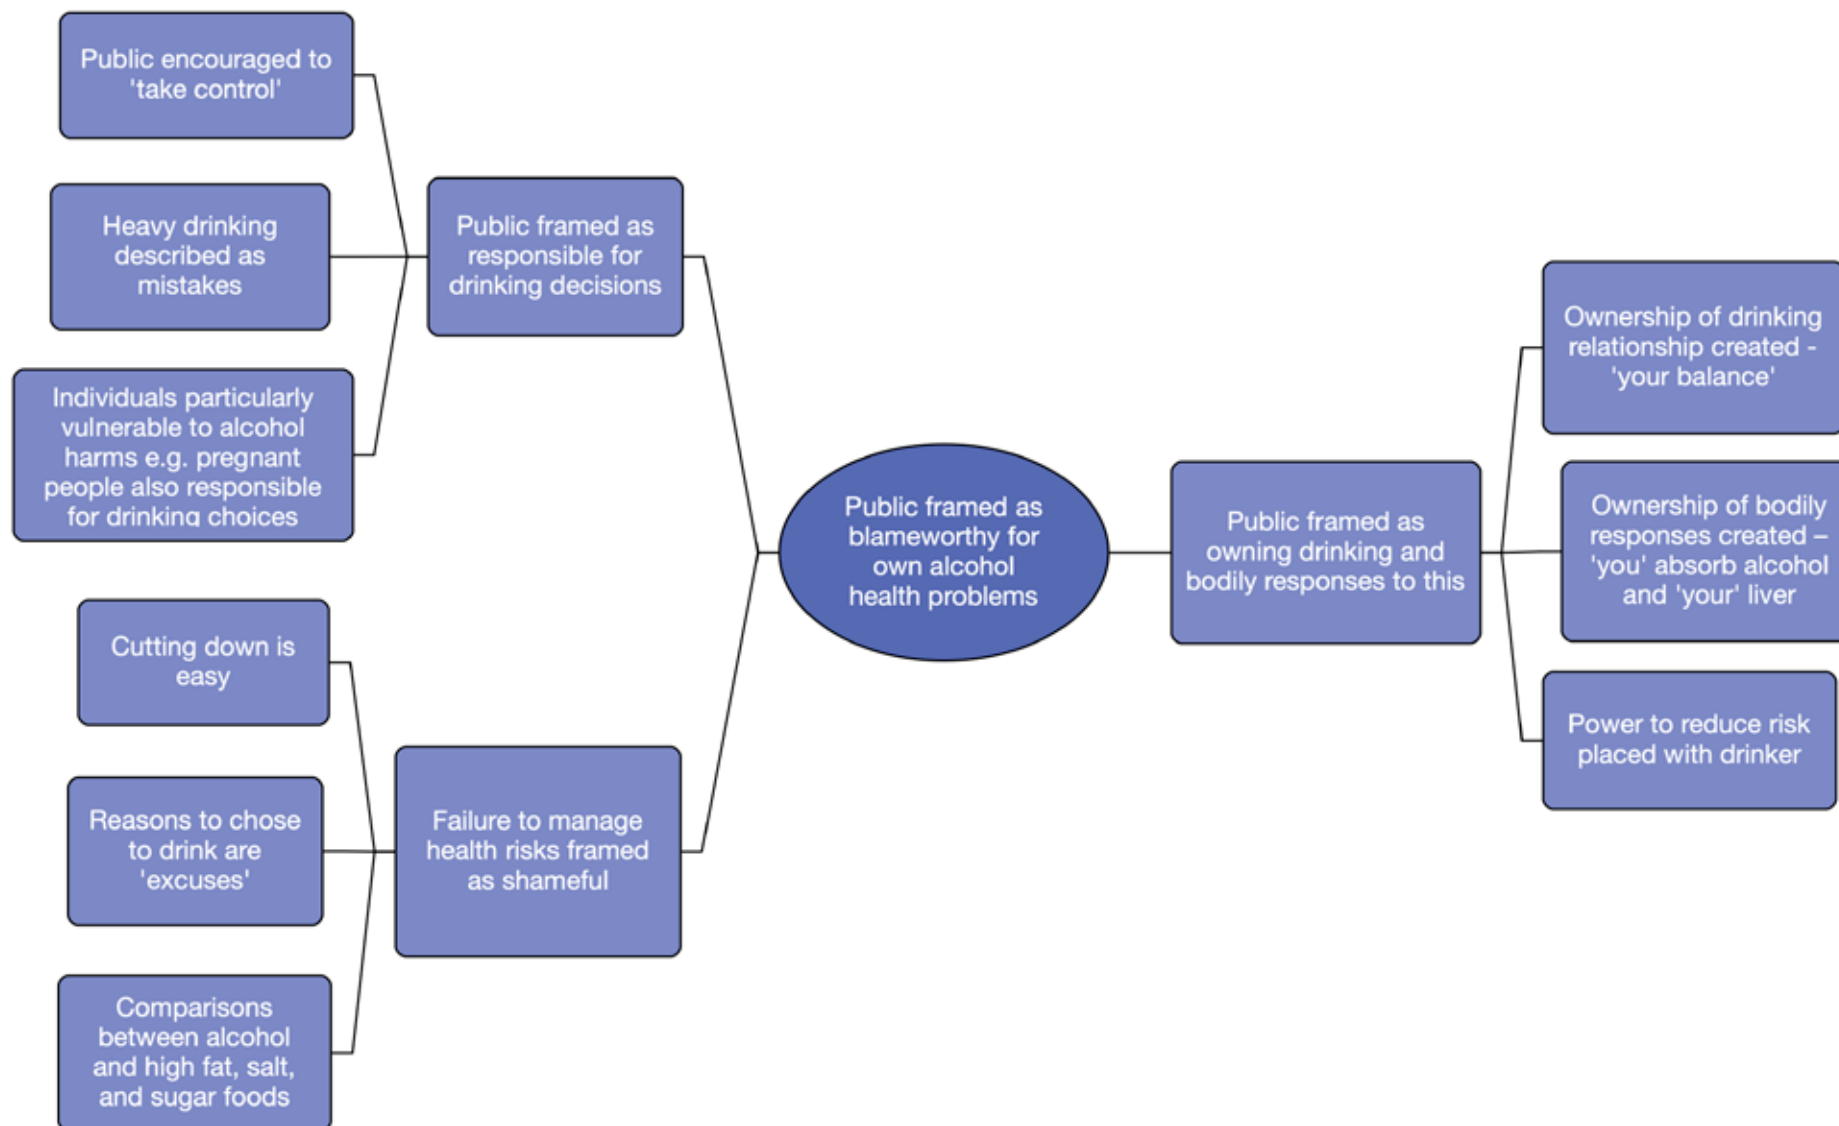 Public encouraged to
'take control'
Heavy drinking
described as
mistakes
Individuals particularly
vulnerable to alcohol
harms e.g. pregnant
people also responsible
for drinking choices
Public framed as
responsible for
drinking decisions
Cutting down is
easy
Reasons to chose
to drink are
'excuses'
Comparisons
between alcohol
and high fat, salt,
and sugar foods
Failure to manage
health risks framed
as shameful
Public framed as
blameworthy for
own alcohol
health problems
Public framed as
owning drinking and
bodily responses to this
Ownership of drinking
relationship created -
'your balance'
Ownership of bodily
responses created –
'you' absorb alcohol
and 'your' liver
Power to reduce risk
placed with drinker